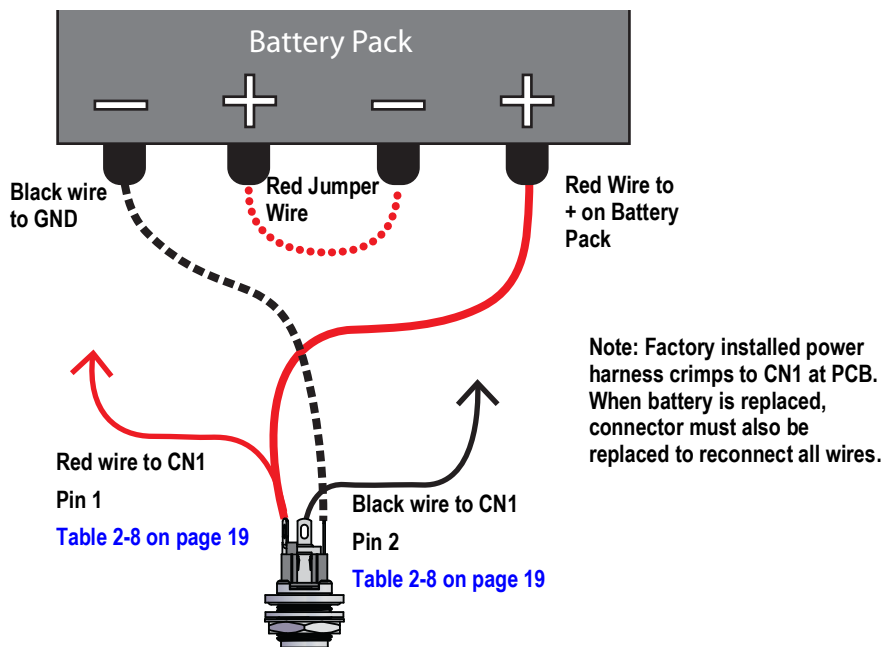 Battery Pack
Black wire
to GND
Red Jumper
Wire
Red Wire to
+ on Battery
Pack
Note: Factory installed power
harness crimps to CN1 at PCB.
When battery is replaced,
connector must also be
replaced to reconnect all wires.
Red wire to CN1
Pin 1
Table 2-8 on page 19
Black wire to CN1
Pin 2
Table 2-8 on page 19